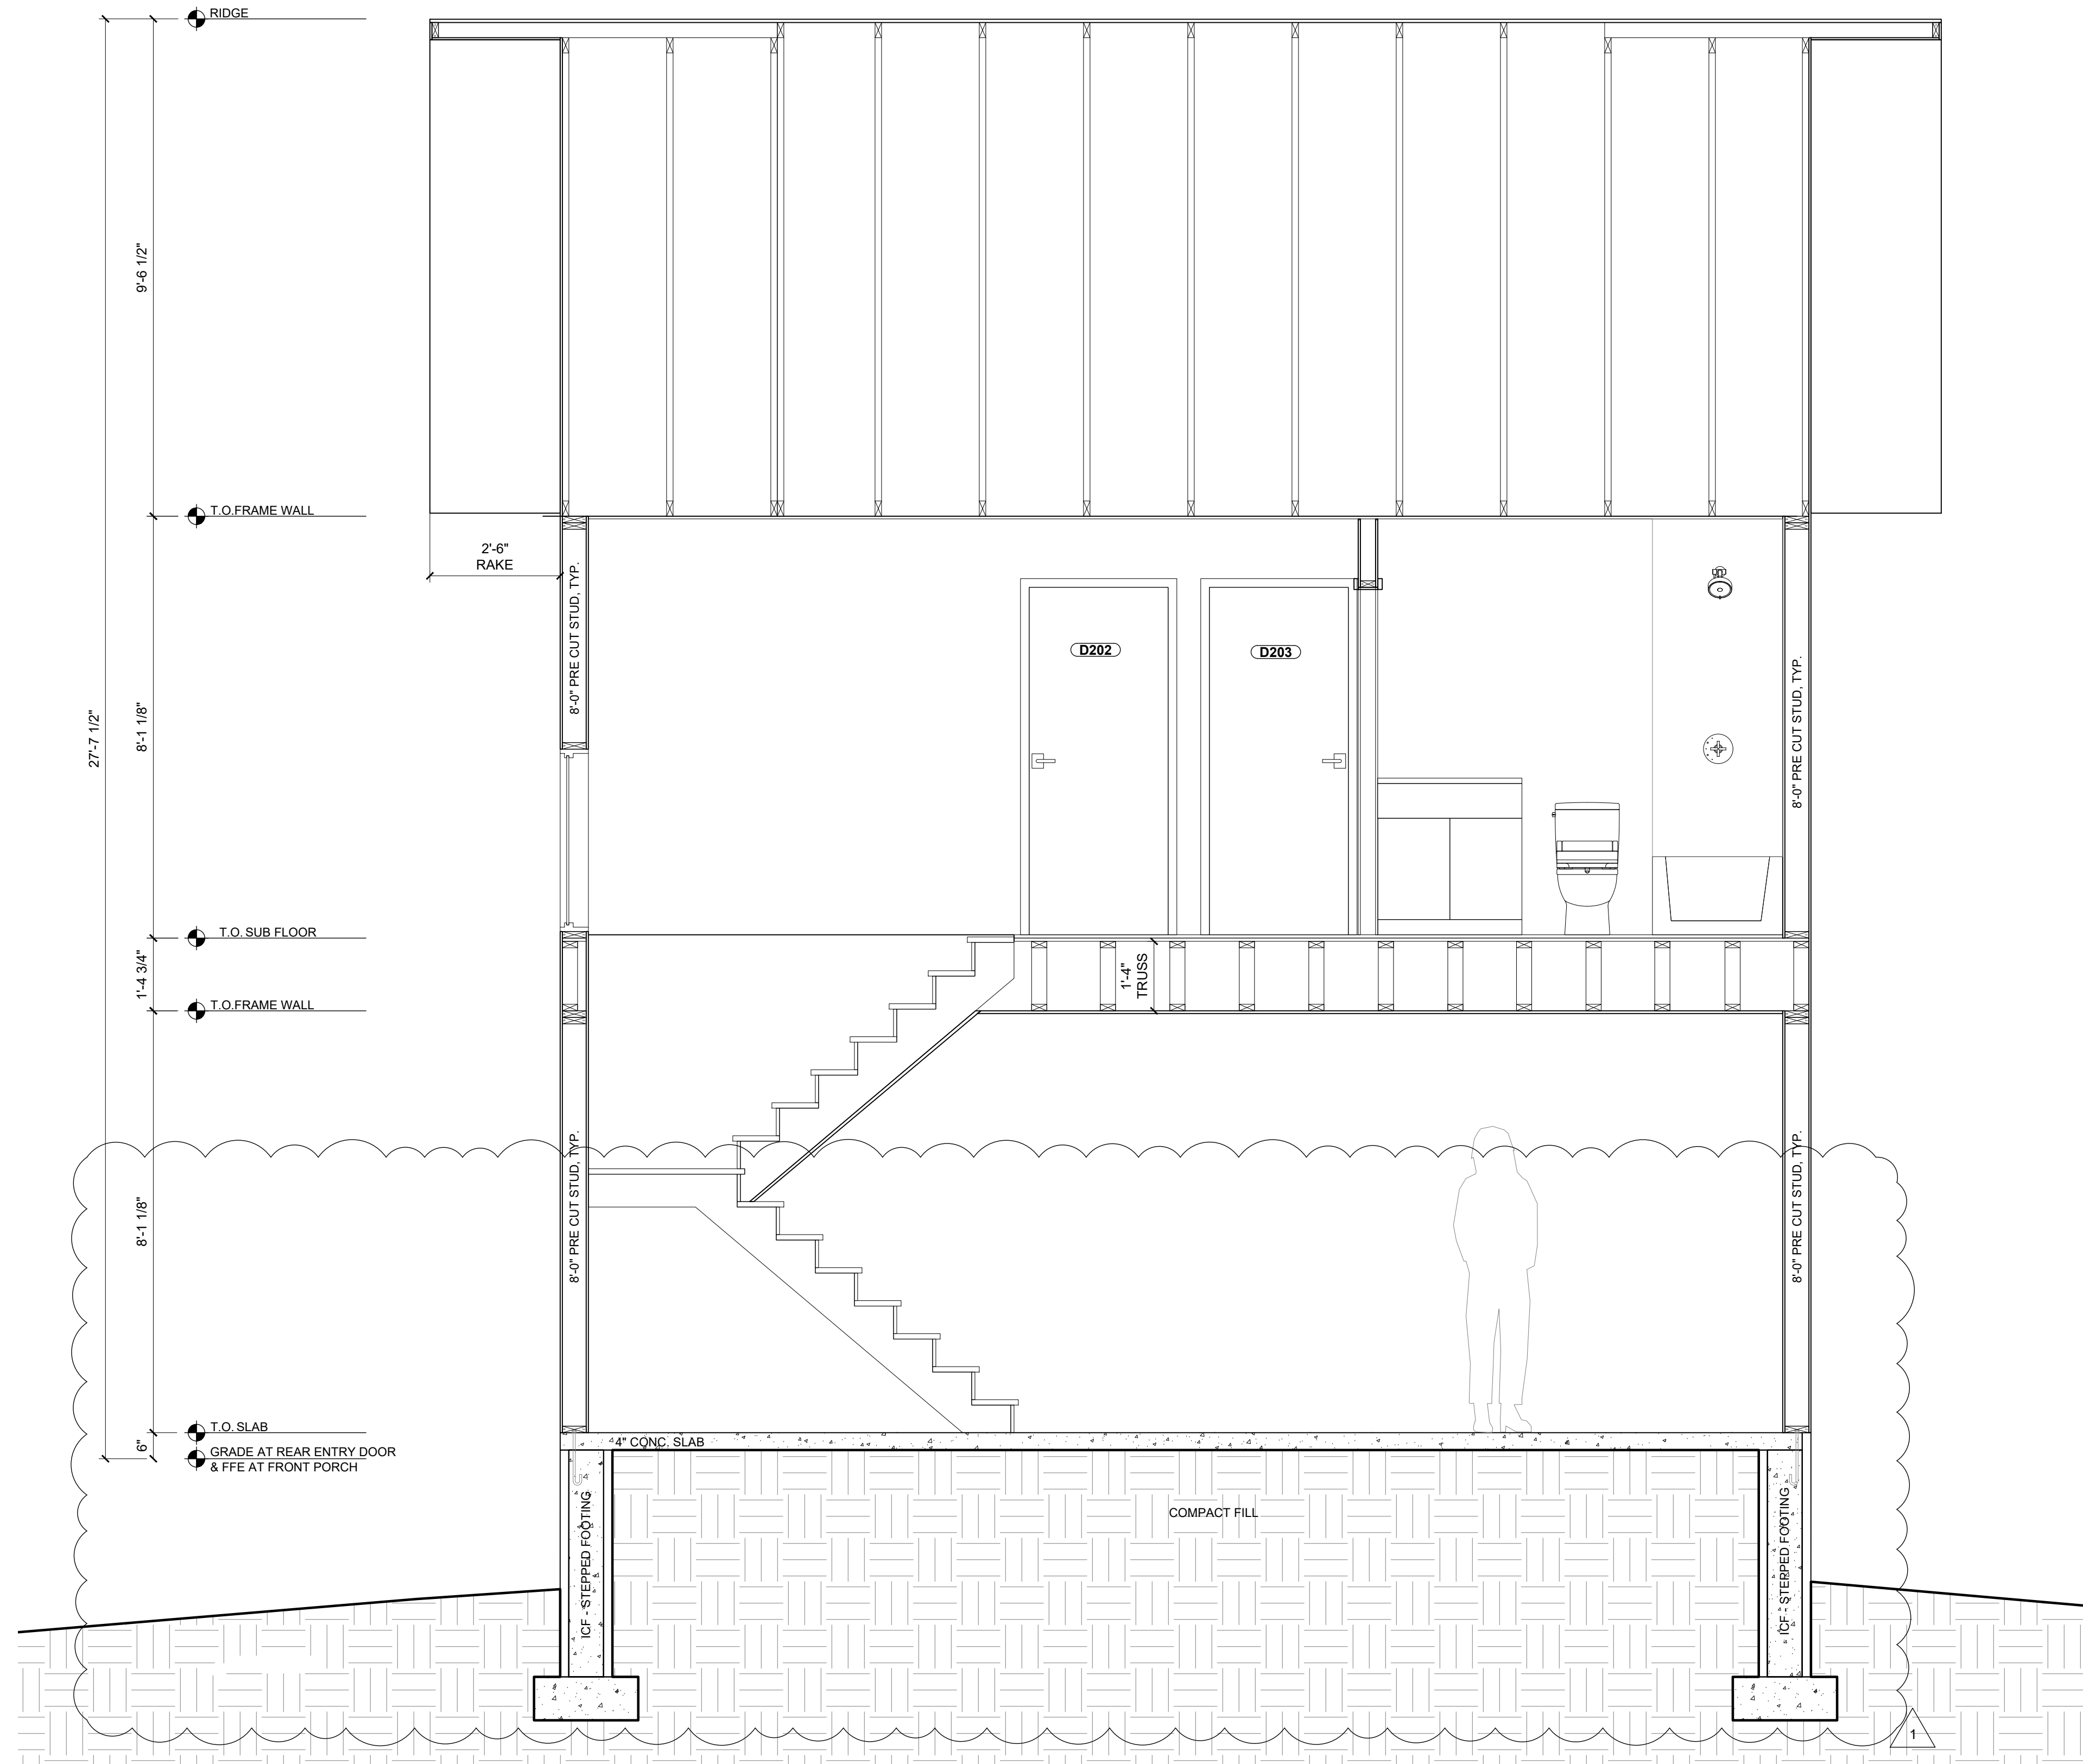 RIDGE
9'-6 1/2"
T.O.FRAME WALL
2'-6"
RAKE
8'-0" PRE CUT STUD, TYP.
D202
D203
8'-0" PRE CUT STUD, TYP.
27'-7 1/2"
8'-1 1/8"
T.O. SUB FLOOR
1'-4 3/4"
1'-4"
TRUSS
T.O.FRAME WALL
8'-1 1/8"
8'-0" PRE CUT STUD, TYP.
8'-0" PRE CUT STUD, TYP.
T.O. SLAB
6"
GRADE AT REAR ENTRY DOOR
& FFE AT FRONT PORCH
4" CONC. SLAB
ICF - STEPPED FOOTING
COMPACT FILL
ICF - STEPPED FOOTING
1